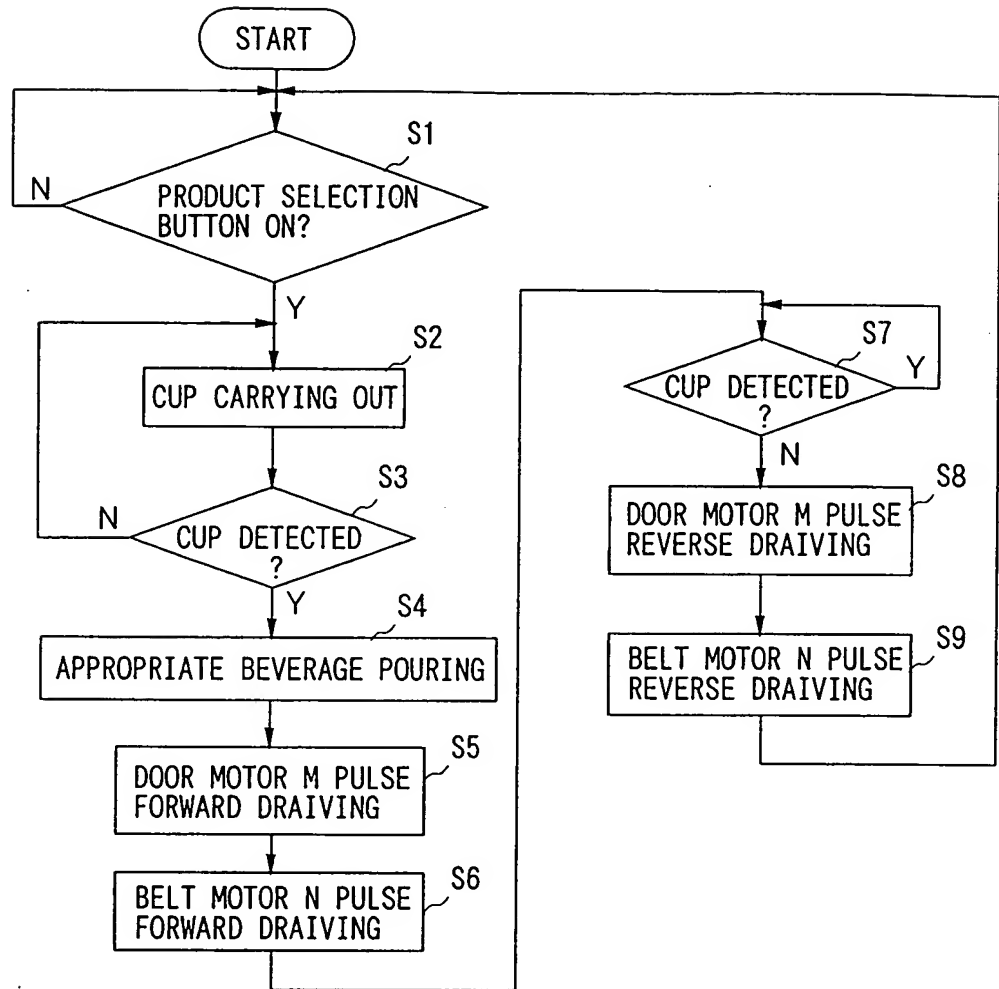 START
S1
N
PRODUCT SELECTION
BUTTON ON?
Y
S2
CUP CARRYING OUT
S3
N
CUP DETECTED
?
Y
S4
APPROPRIATE BEVERAGE POURING
S5
DOOR MOTOR M PULSE
FORWARD DRAIVING
S6
BELT MOTOR N PULSE
FORWARD DRAIVING
S7
Y
CUP DETECTED
?
N
S8
DOOR MOTOR M PULSE
REVERSE DRAIVING
S9
BELT MOTOR N PULSE
REVERSE DRAIVING